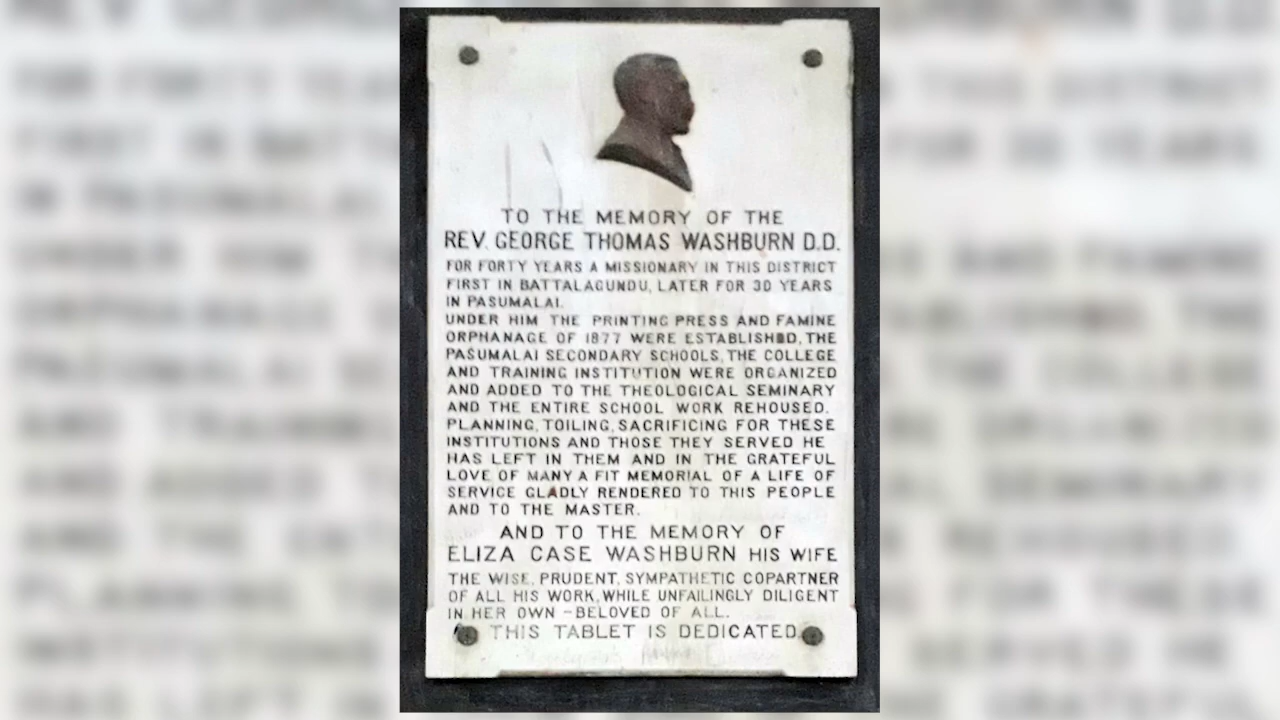 TO THE MEMORY OF THE
REV. GEORGE THOMAS WASHBURN D.D.
FOR FORTY YEARS A MISSIONARY IN THIS DISTRICT
FIRST IN BATTALAGUNDU, LATER FOR 30 YEARS
IN PASUMALAI.
UNDER HIM THE PRINTING PRESS AND FAMINE
ORPHANAGE OF 1877 WERE ESTABLISHED, THE
PASUMALAI SECONDARY SCHOOLS, THE COLLEGE
AND TRAINING INSTITUTION WERE ORGANIZED
AND ADDED TO THE THEOLOGICAL SEMINARY
AND THE ENTIRE SCHOOL WORK REHOUSED.
PLANNING, TOILING, SACRIFICING FOR THESE
INSTITUTIONS AND THOSE THEY SERVED HE
HAS LEFT IN THEM AND IN THE GRATEFUL
LOVE OF MANY A FIT MEMORIAL OF A LIFE OF
SERVICE GLADLY RENDERED TO THIS PEOPLE
AND TO THE MASTER.
AND TO THE MEMORY OF
ELIZA CASE WASHBURN HIS WIFE
THE WISE, PRUDENT, SYMPATHETIC COPARTNER
OF ALL HIS WORK, WHILE UNFAILINGLY DILIGENT
IN HER OWN – BELOVED OF ALL.
THIS TABLET IS DEDICATED.